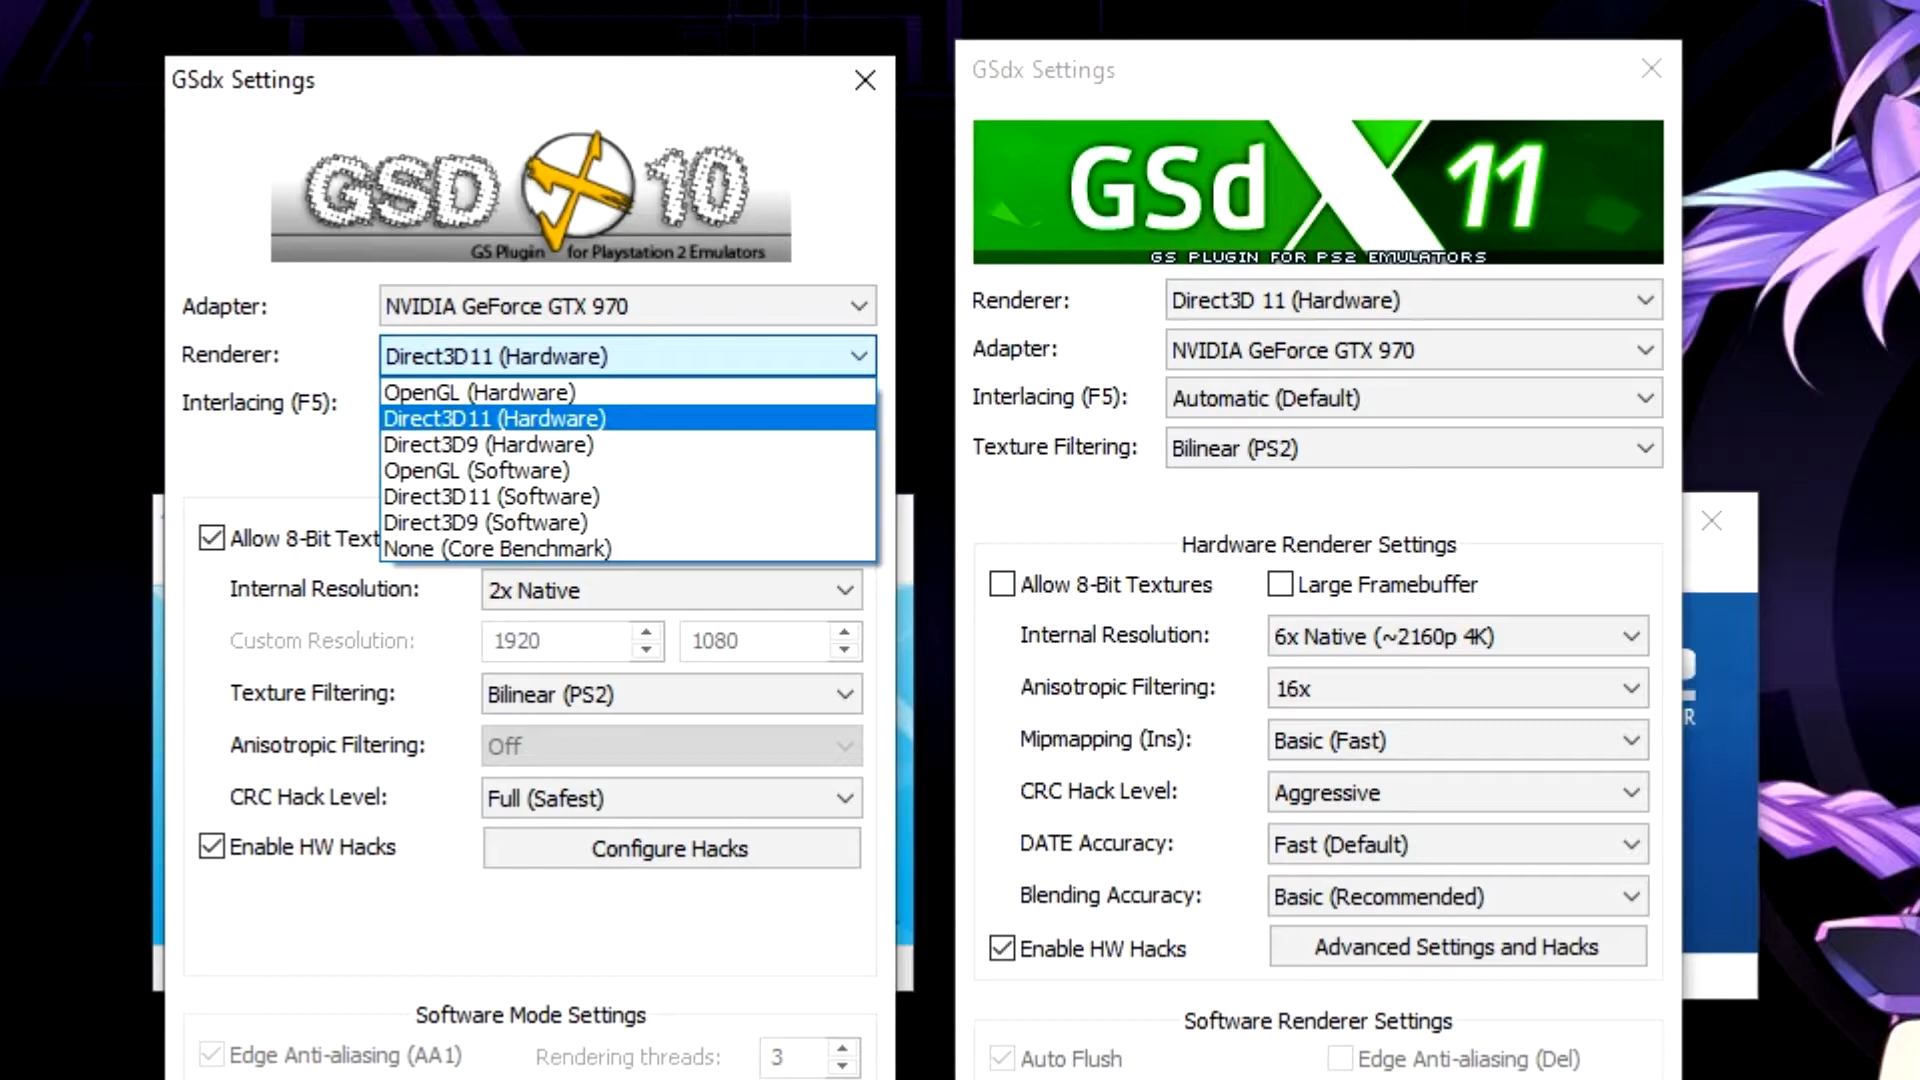 GSdx Settings
GSD X 10
GS Plugin for Playstation 2 Emulators
Adapter:
NVIDIA GeForce GTX 970
Renderer:
Direct3D11 (Hardware)
OpenGL (Hardware)
Direct3D11 (Hardware)
Direct3D9 (Hardware)
OpenGL (Software)
Direct3D11 (Software)
Direct3D9 (Software)
None (Core Benchmark)
Interlacing (F5):
Allow 8-Bit Text
Internal Resolution:
2x Native
Custom Resolution:
1920
1080
Texture Filtering:
Bilinear (PS2)
Anisotropic Filtering:
Off
CRC Hack Level:
Full (Safest)
Enable HW Hacks
Configure Hacks
Software Mode Settings
Edge Anti-aliasing (AA1)
Rendering threads:
3
GSdx Settings
GSdX 11
GS PLUGIN FOR PS2 EMULATORS
Renderer:
Direct3D 11 (Hardware)
Adapter:
NVIDIA GeForce GTX 970
Interlacing (F5):
Automatic (Default)
Texture Filtering:
Bilinear (PS2)
Hardware Renderer Settings
Allow 8-Bit Textures
Large Framebuffer
Internal Resolution:
6x Native (~2160p 4K)
Anisotropic Filtering:
16x
Mipmapping (Ins):
Basic (Fast)
CRC Hack Level:
Aggressive
DATE Accuracy:
Fast (Default)
Blending Accuracy:
Basic (Recommended)
Enable HW Hacks
Advanced Settings and Hacks
Software Renderer Settings
Auto Flush
Edge Anti-aliasing (Del)
R